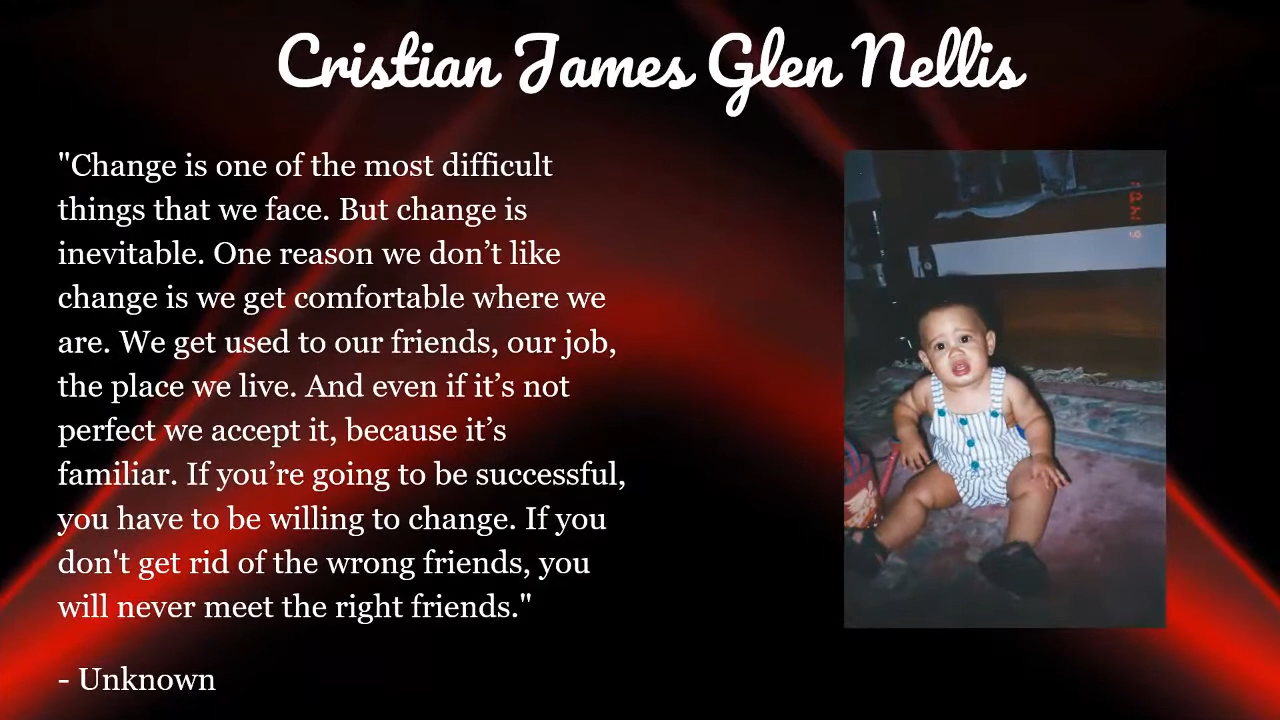 Cristian James Glen Nellis
"Change is one of the most difficult
things that we face. But change is
inevitable. One reason we don’t like
change is we get comfortable where we
are. We get used to our friends, our job,
the place we live. And even if it’s not
perfect we accept it, because it’s
familiar. If you’re going to be successful,
you have to be willing to change. If you
don't get rid of the wrong friends, you
will never meet the right friends."
- Unknown